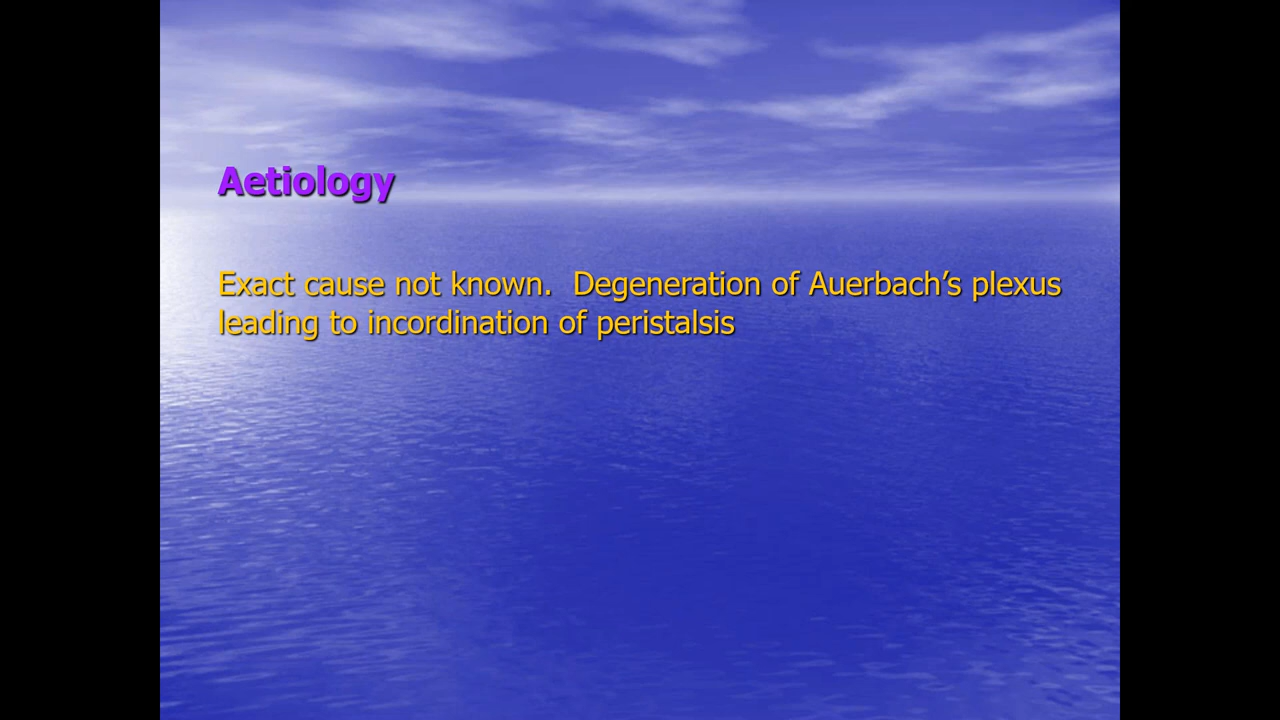 Aetiology
Exact cause not known.  Degeneration of Auerbach’s plexus
leading to incordination of peristalsis